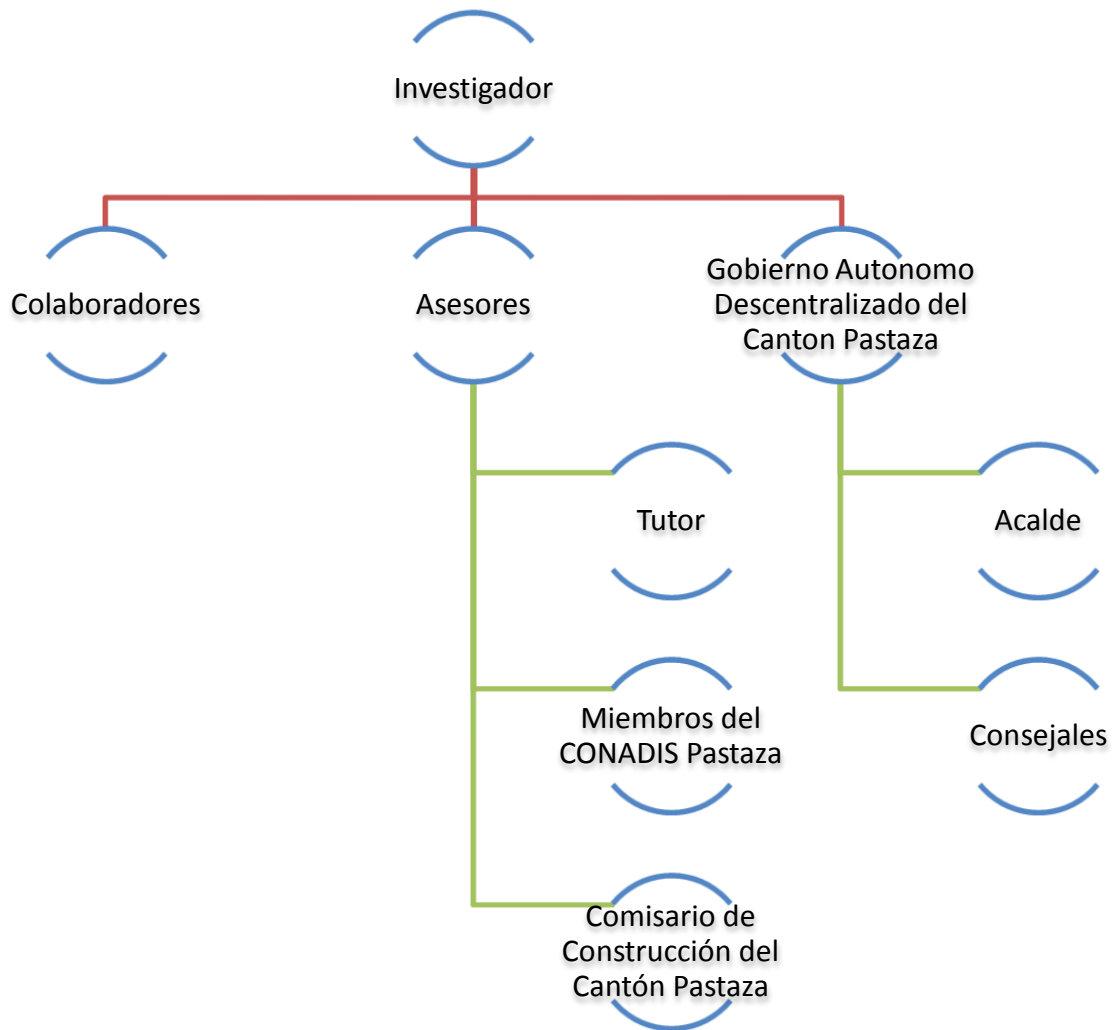 Investigador
Colaboradores
Asesores
Gobierno Autonomo
Descentralizado del
Canton Pastaza
Tutor
Acalde
Miembros del
CONADIS Pastaza
Consejales
Comisario de
Construcción del
Cantón Pastaza